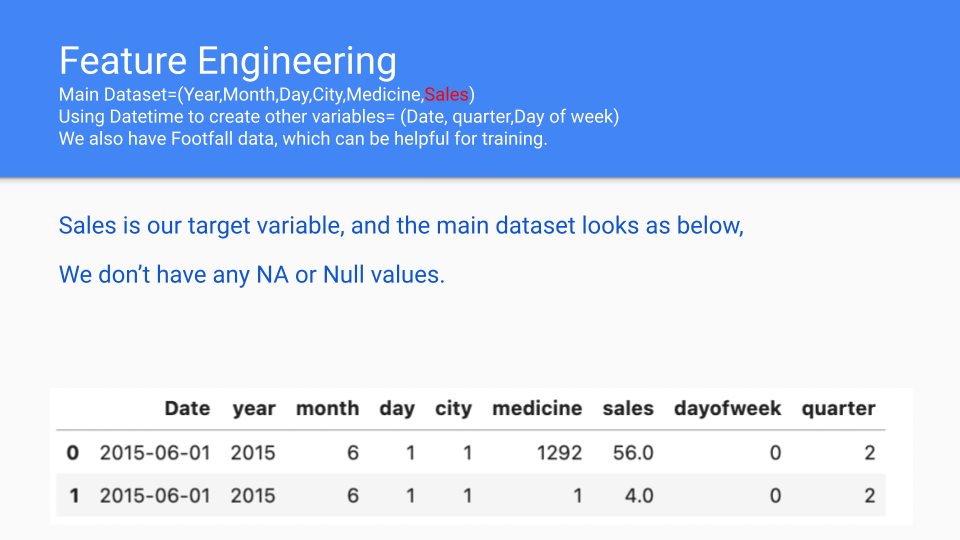 Feature Engineering
Main Dataset=(Year,Month,Day,City,Medicine,Sales)
Using Datetime to create other variables= (Date, quarter,Day of week)
We also have Footfall data, which can be helpful for training.
Sales is our target variable, and the main dataset looks as below,
We don’t have any NA or Null values.
Date year month day city medicine sales dayofweek quarter
0 2015-06-01 2015 6 1 1 1292 56.0 0 2
1 2015-06-01 2015 6 1 1 1 4.0 0 2